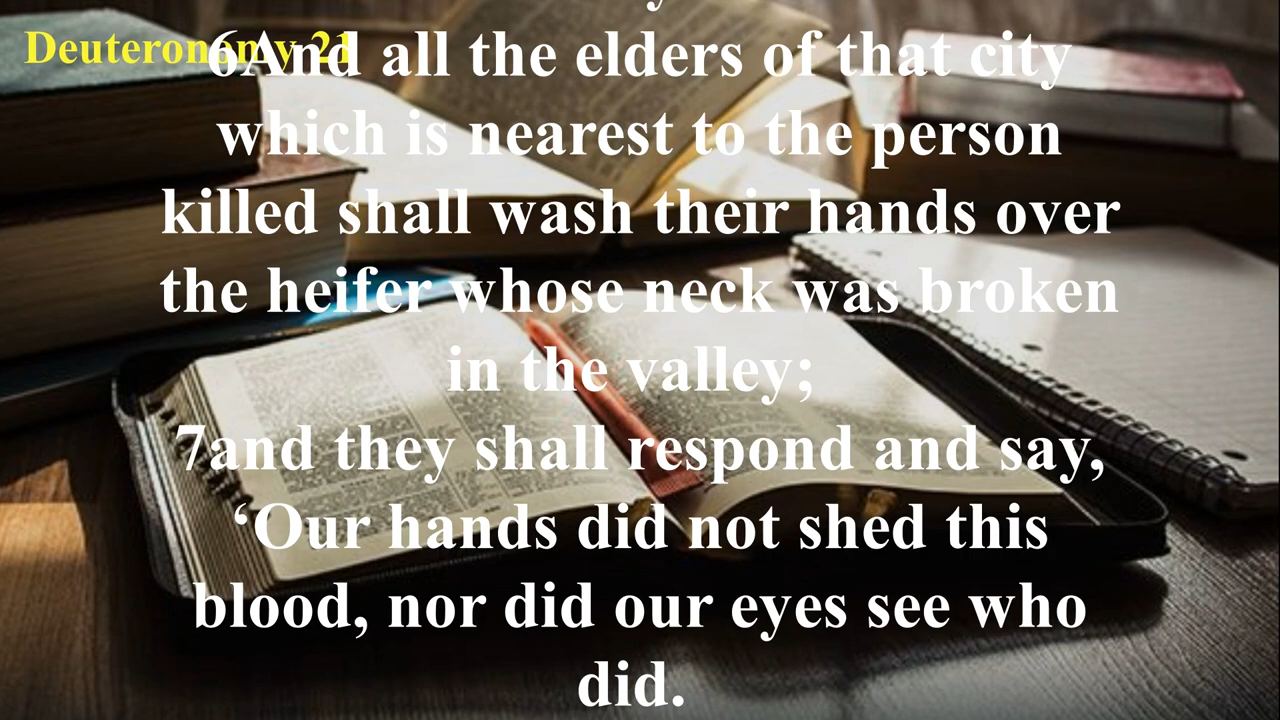 Deuteronomy 21
6And all the elders of that city
which is nearest to the person
killed shall wash their hands over
the heifer whose neck was broken
in the valley;
7and they shall respond and say,
‘Our hands did not shed this
blood, nor did our eyes see who
did.